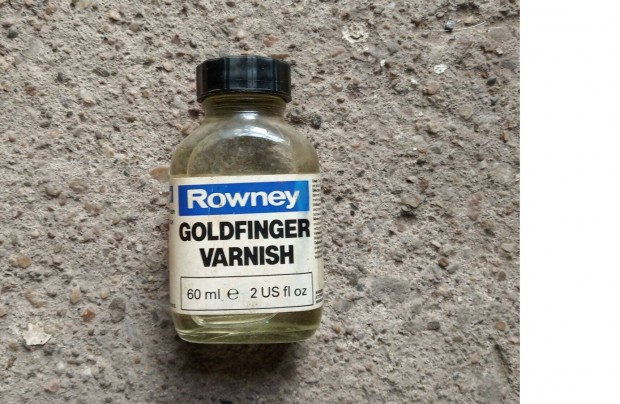 Rowney
GOLDFINGER
VARNISH
60 ml ℮ 2 US fl oz